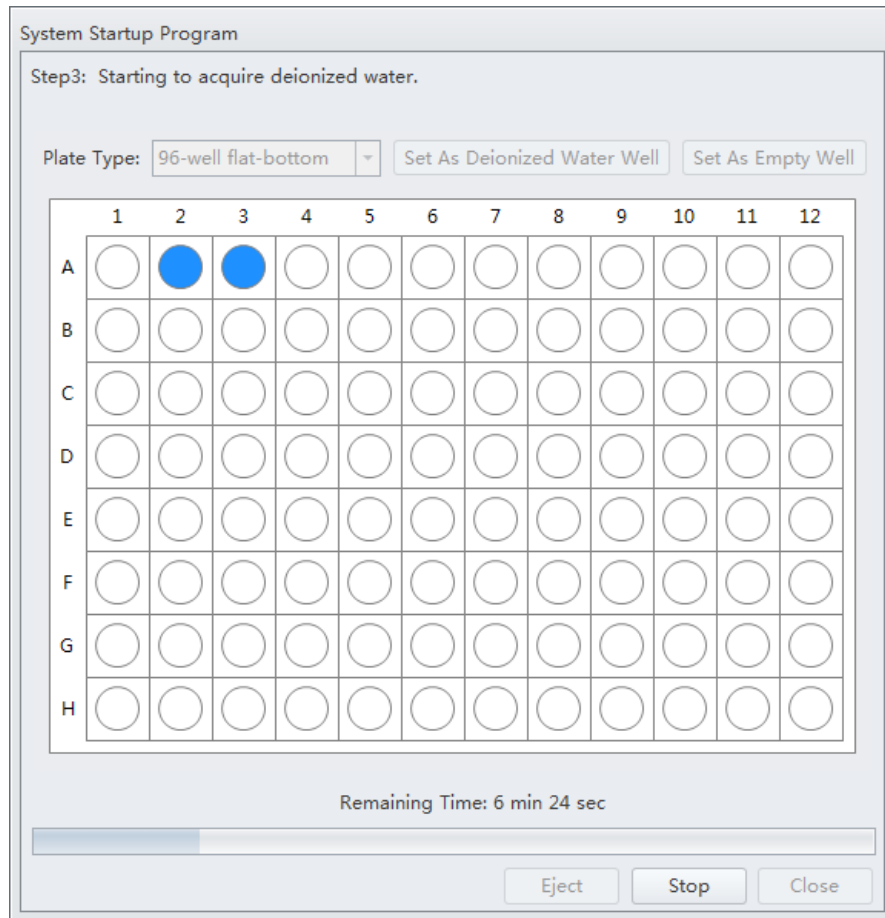 System Startup Program
Step3: Starting to acquire deionized water.
Plate Type: 96-well flat-bottom Set As Deionized Water Well Set As Empty Well
1 2 3 4 5 6 7 8 9 10 11 12
A
B
C
D
E
F
G
H
Remaining Time: 6 min 24 sec
Eject Stop Close